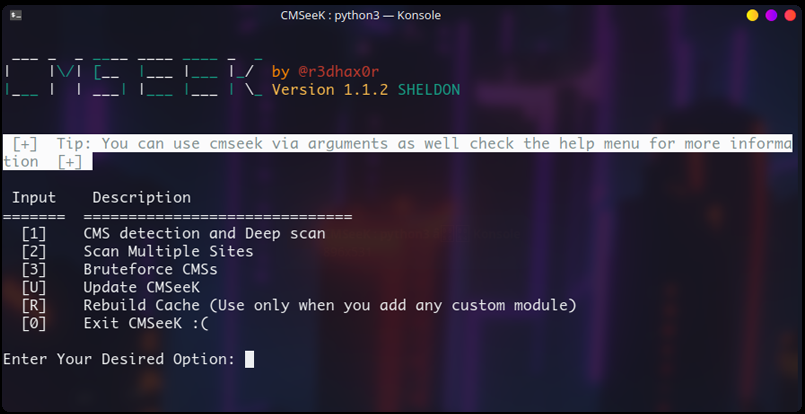 CMSeeK : python3 — Konsole
CMSeeK by @r3dhax0r
Version 1.1.2 SHELDON
[+] Tip: You can use cmseek via arguments as well check the help menu for more informa
tion [+]
Input Description
======= ==============================
[1] CMS detection and Deep scan
[2] Scan Multiple Sites
[3] Bruteforce CMSs
[U] Update CMSeeK
[R] Rebuild Cache (Use only when you add any custom module)
[0] Exit CMSeeK :(
Enter Your Desired Option: